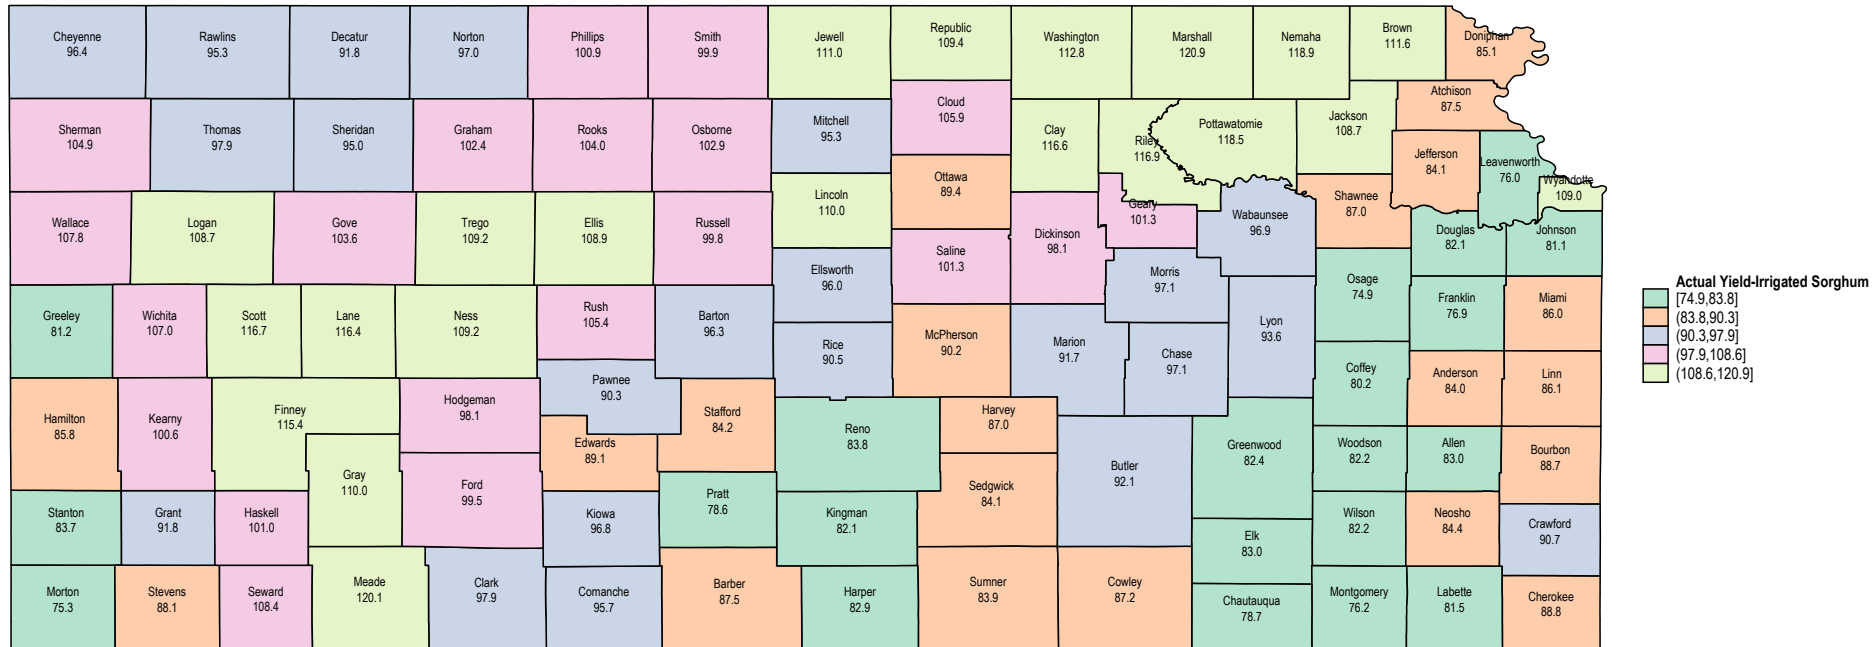 Cheyenne
96.4
Rawlins
95.3
Decatur
91.8
Norton
97.0
Phillips
100.9
Smith
99.9
Jewell
111.0
Republic
109.4
Washington
112.8
Marshall
120.9
Nemaha
118.9
Brown
111.6
Doniphan
85.1
Sherman
104.9
Thomas
97.9
Sheridan
95.0
Graham
102.4
Rooks
104.0
Osborne
102.9
Mitchell
95.3
Cloud
105.9
Clay
116.6
Riley
116.9
Pottawatomie
118.5
Jackson
108.7
Atchison
87.5
Jefferson
84.1
Leavenworth
76.0
Wyandotte
109.0
Wallace
107.8
Logan
108.7
Gove
103.6
Trego
109.2
Ellis
108.9
Russell
99.8
Lincoln
110.0
Ottawa
89.4
Saline
101.3
Dickinson
98.1
Geary
101.3
Wabaunsee
96.9
Shawnee
87.0
Douglas
82.1
Johnson
81.1
Greeley
81.2
Wichita
107.0
Scott
116.7
Lane
116.4
Ness
109.2
Rush
105.4
Barton
96.3
Ellsworth
96.0
Rice
90.5
McPherson
90.2
Marion
91.7
Morris
97.1
Chase
97.1
Lyon
93.6
Osage
74.9
Franklin
76.9
Miami
86.0
Coffey
80.2
Anderson
84.0
Linn
86.1
Hamilton
85.8
Kearny
100.6
Finney
115.4
Hodgeman
98.1
Pawnee
90.3
Edwards
89.1
Stafford
84.2
Reno
83.8
Harvey
87.0
Butler
92.1
Greenwood
82.4
Woodson
82.2
Allen
83.0
Bourbon
88.7
Gray
110.0
Ford
99.5
Pratt
78.6
Sedgwick
84.1
Stanton
83.7
Grant
91.8
Haskell
101.0
Kiowa
96.8
Kingman
82.1
Elk
83.0
Wilson
82.2
Neosho
84.4
Crawford
90.7
Morton
75.3
Stevens
88.1
Seward
108.4
Meade
120.1
Clark
97.9
Comanche
95.7
Barber
87.5
Harper
82.9
Sumner
83.9
Cowley
87.2
Chautauqua
78.7
Montgomery
76.2
Labette
81.5
Cherokee
88.8
Actual Yield-Irrigated Sorghum
[74.9,83.8]
(83.8,90.3]
(90.3,97.9]
(97.9,108.6]
(108.6,120.9]